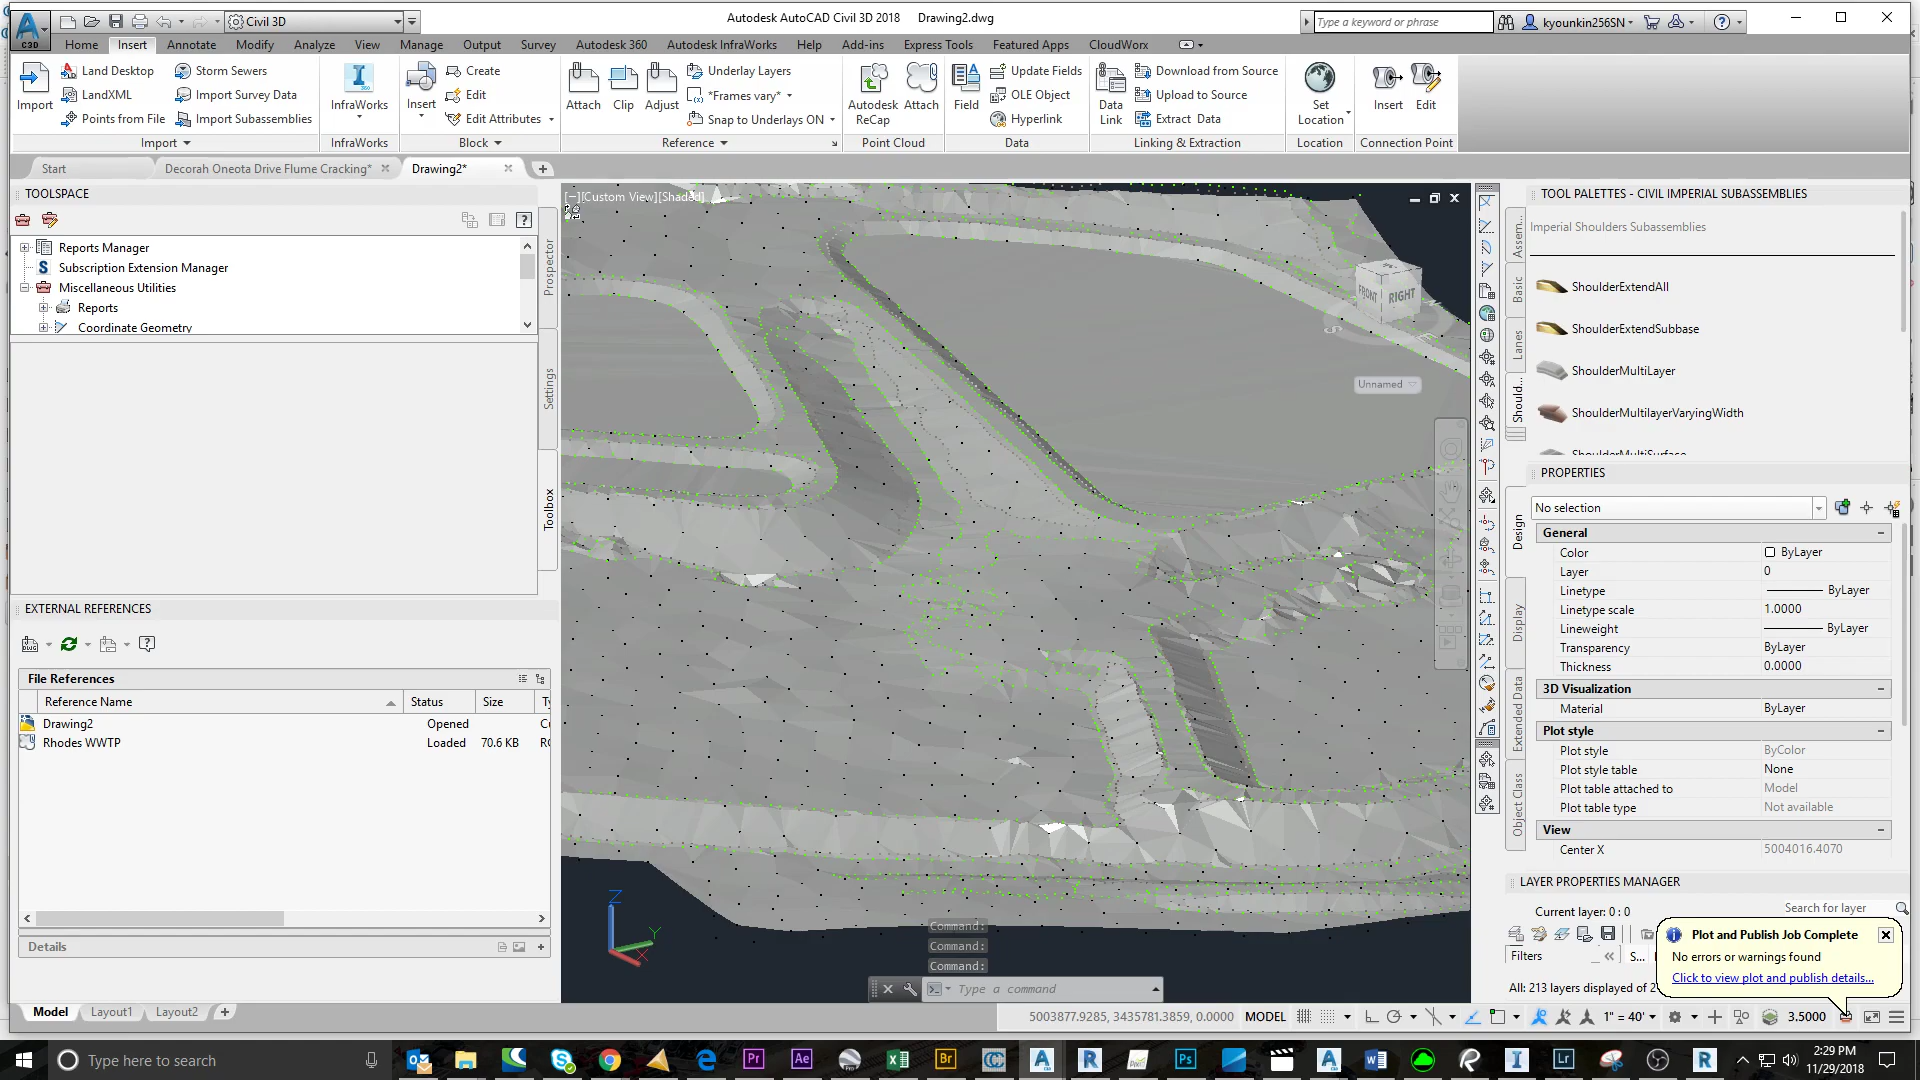 Civil 3D
Autodesk AutoCAD Civil 3D 2018 Drawing2.dwg
Type a keyword or phrase
kyounkin256SN
C3D
Home Insert Annotate Modify Analyze View Manage Output Survey Autodesk 360 Autodesk InfraWorks Help Add-ins Express Tools Featured Apps CloudWorx
Import
Land Desktop
LandXML
Points from File
Storm Sewers
Import Survey Data
Import Subassemblies
InfraWorks
Insert
Create
Edit
Edit Attributes
Attach
Clip
Adjust
Underlay Layers
*Frames vary*
Snap to Underlays ON
Autodesk ReCap
Attach
Field
Update Fields
OLE Object
Hyperlink
Data Link
Download from Source
Upload to Source
Extract Data
Set Location
Insert
Edit
Import InfraWorks Block Reference Point Cloud Data Linking & Extraction Location Connection Point
Start
Decorah Oneota Drive Flume Cracking*
Drawing2*
TOOLSPACE
Reports Manager
Subscription Extension Manager
Miscellaneous Utilities
Reports
Coordinate Geometry
Prospector
Settings
Toolbox
EXTERNAL REFERENCES
File References
Reference Name Status Size
Drawing2 Opened
Rhodes WWTP Loaded 70.6 KB
Details
[−][Custom View][Shaded]
FRONT RIGHT
S
Unnamed
Z
Y
X
Command:
Command:
Command:
Type a command
TOOL PALETTES - CIVIL IMPERIAL SUBASSEMBLIES
Imperial Shoulders Subassemblies
ShoulderExtendAll
ShoulderExtendSubbase
ShoulderMultiLayer
ShoulderMultilayerVaryingWidth
ShoulderMultiSurface
Assem...
Basic
Lanes
Should...
PROPERTIES
No selection
General
Color ByLayer
Layer 0
Linetype ByLayer
Linetype scale 1.0000
Lineweight ByLayer
Transparency ByLayer
Thickness 0.0000
3D Visualization
Material ByLayer
Plot style
Plot style ByColor
Plot style table None
Plot table attached to Model
Plot table type Not available
View
Center X 5004016.4070
Design
Display
Extended Data
Object Class
LAYER PROPERTIES MANAGER
Current layer: 0 : 0
Search for layer
Filters
S...
All: 213 layers displayed of 2
Plot and Publish Job Complete
No errors or warnings found
Click to view plot and publish details...
Model Layout1 Layout2
5003877.9285, 3435781.3859, 0.0000 MODEL 1" = 40' 3.5000
Type here to search
2:29 PM
11/29/2018